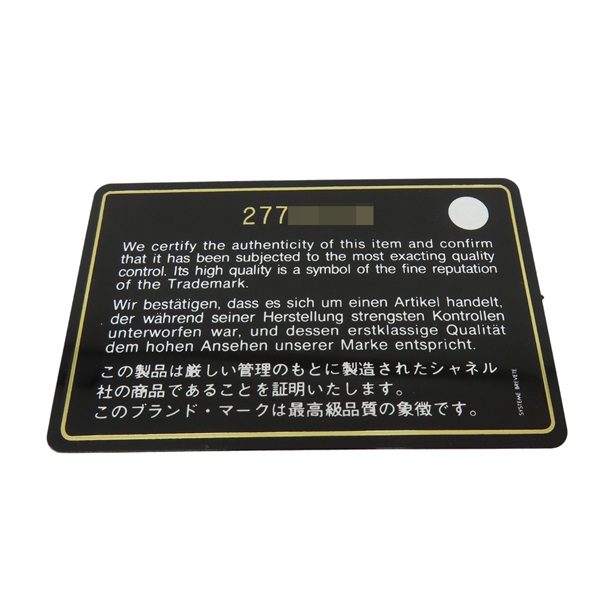 277
We certify the authenticity of this item and confirm
that it has been subjected to the most exacting quality
control. Its high quality is a symbol of the fine reputation
of the Trademark.
Wir bestätigen, dass es sich um einen Artikel handelt,
der während seiner Herstellung strengsten Kontrollen
unterworfen war, und dessen erstklassige Qualität
dem hohen Ansehen unserer Marke entspricht.
この製品は厳しい管理のもとに製造されたシャネル
社の商品であることを証明いたします。
このブランド・マークは最高級品質の象徴です。
SYSTEME BREVETE